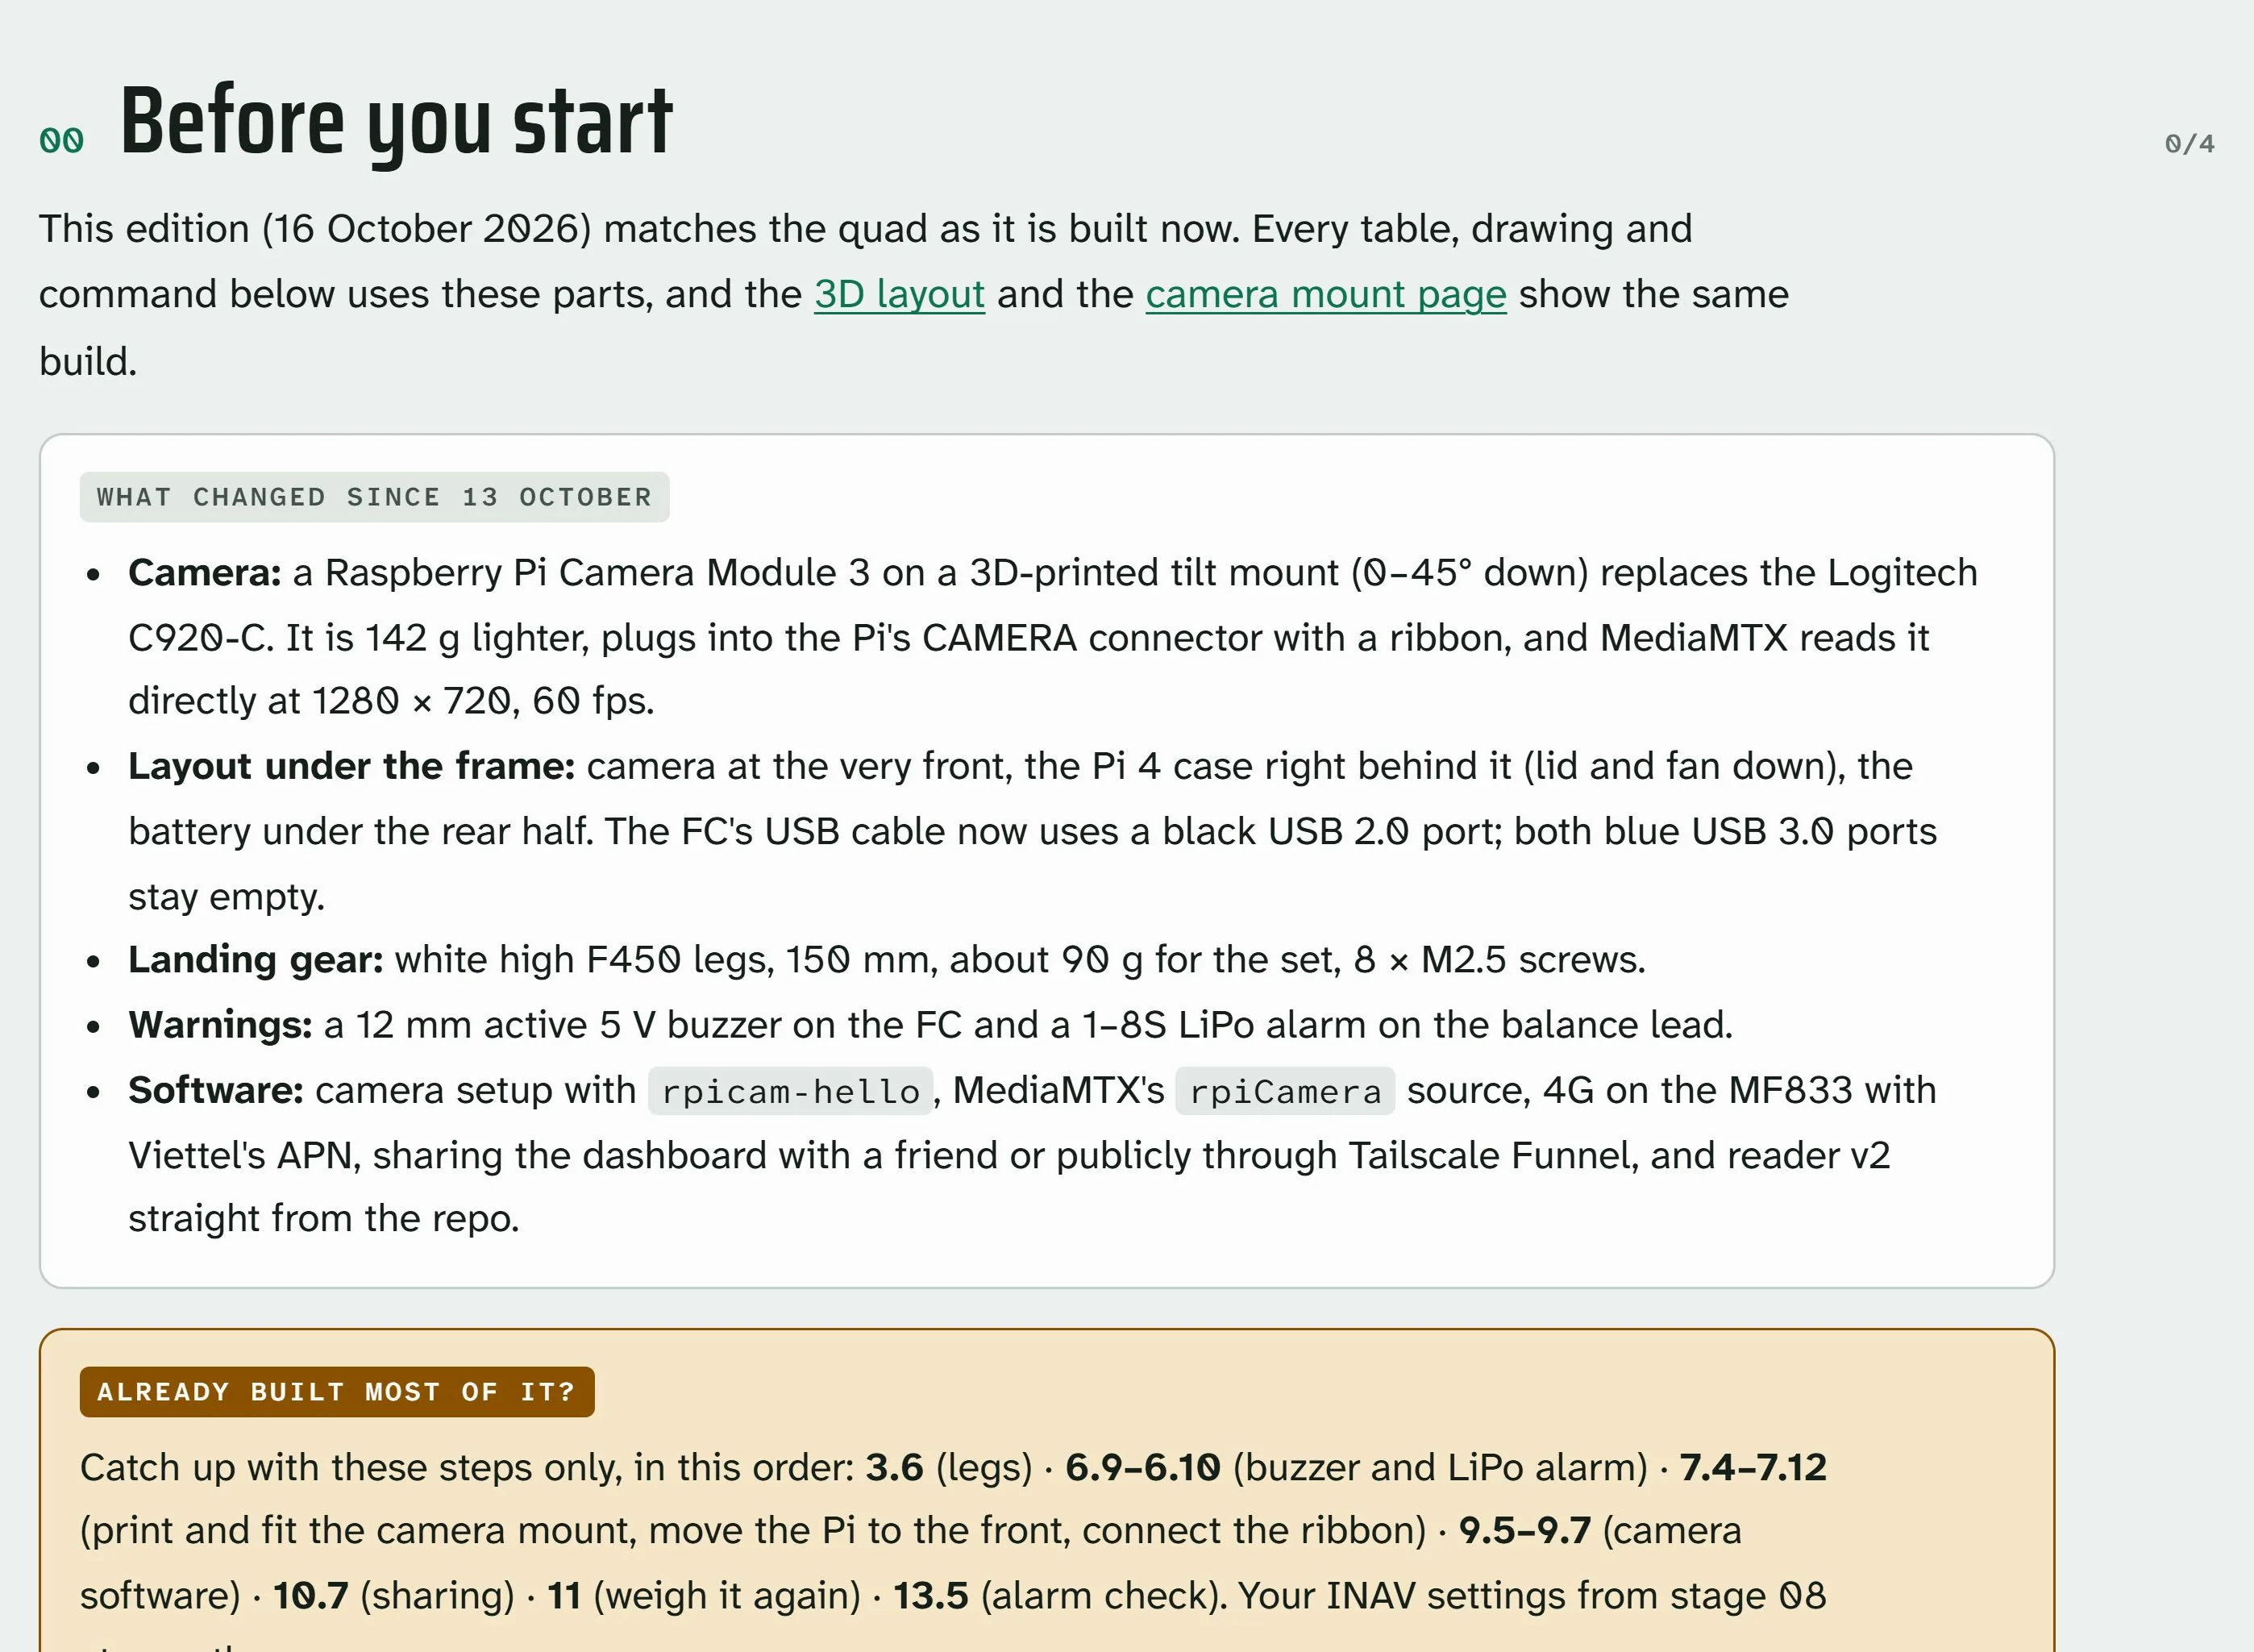 00 Before you start 0/4
This edition (16 October 2026) matches the quad as it is built now. Every table, drawing and
command below uses these parts, and the 3D layout and the camera mount page show the same
build.
WHAT CHANGED SINCE 13 OCTOBER
• Camera: a Raspberry Pi Camera Module 3 on a 3D-printed tilt mount (0–45° down) replaces the Logitech
C920-C. It is 142 g lighter, plugs into the Pi's CAMERA connector with a ribbon, and MediaMTX reads it
directly at 1280 × 720, 60 fps.
• Layout under the frame: camera at the very front, the Pi 4 case right behind it (lid and fan down), the
battery under the rear half. The FC's USB cable now uses a black USB 2.0 port; both blue USB 3.0 ports
stay empty.
• Landing gear: white high F450 legs, 150 mm, about 90 g for the set, 8 × M2.5 screws.
• Warnings: a 12 mm active 5 V buzzer on the FC and a 1–8S LiPo alarm on the balance lead.
• Software: camera setup with rpicam-hello, MediaMTX's rpiCamera source, 4G on the MF833 with
Viettel's APN, sharing the dashboard with a friend or publicly through Tailscale Funnel, and reader v2
straight from the repo.
ALREADY BUILT MOST OF IT?
Catch up with these steps only, in this order: 3.6 (legs) · 6.9–6.10 (buzzer and LiPo alarm) · 7.4–7.12
(print and fit the camera mount, move the Pi to the front, connect the ribbon) · 9.5–9.7 (camera
software) · 10.7 (sharing) · 11 (weigh it again) · 13.5 (alarm check). Your INAV settings from stage 08